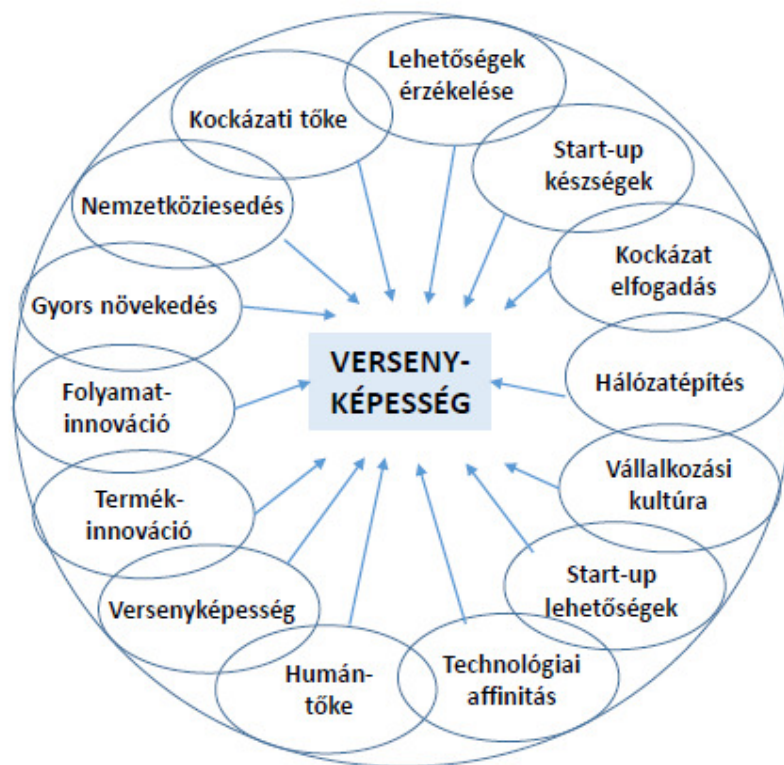 Lehetőségek
érzékelése
Start-up
készségek
Kockázat
elfogadás
Hálózatépítés
Vállalkozási
kultúra
Start-up
lehetőségek
Technológiai
affinitás
Humán-
tőke
Versenyképesség
Termék-
innováció
Folyamat-
innováció
Gyors növekedés
Nemzetköziesedés
Kockázati tőke
VERSENY-
KÉPESSÉG